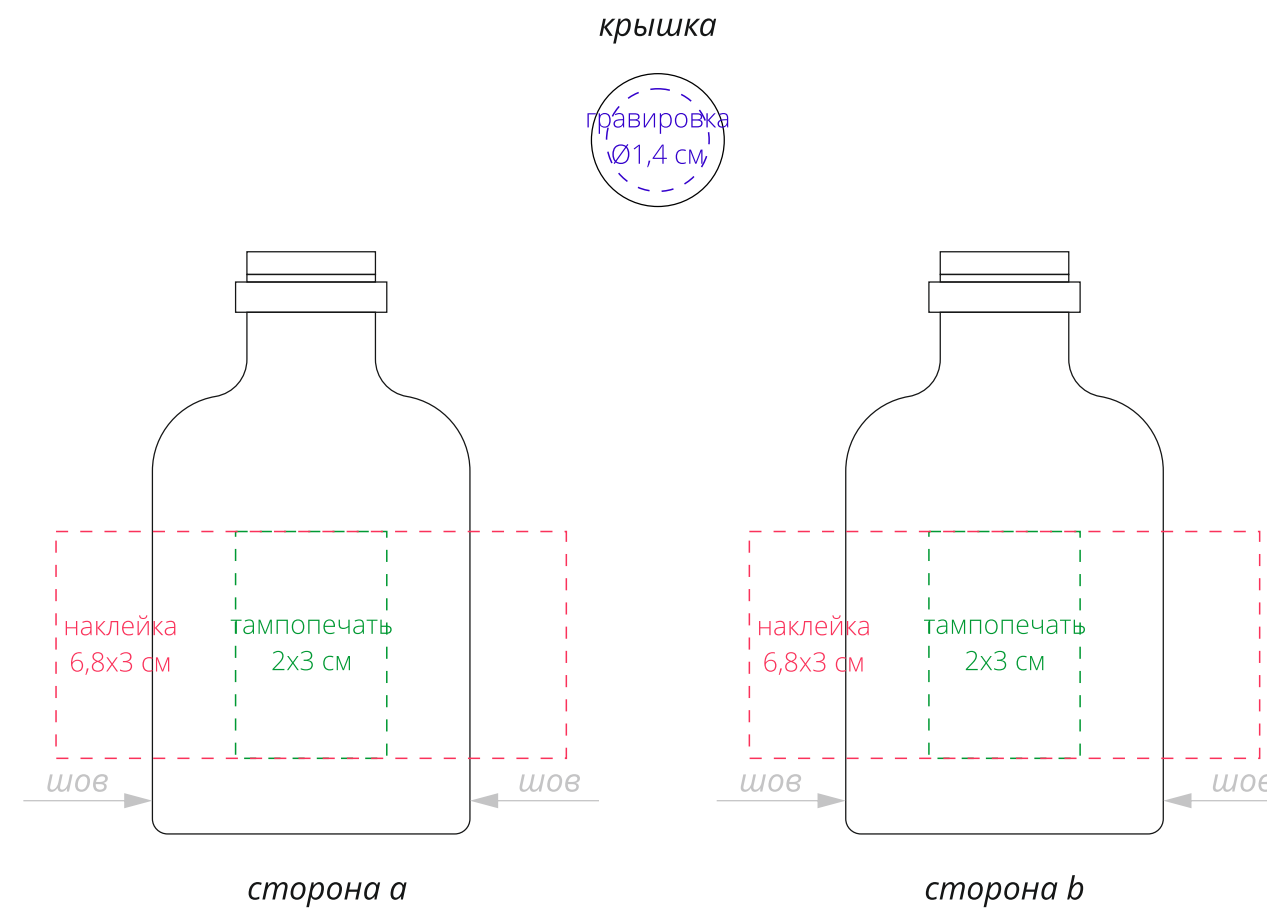 крышка
гравировка
Ø1,4 см
наклейка
6,8х3 см
тампопечать
2х3 см
наклейка
6,8х3 см
тампопечать
2х3 см
шов
шов
шов
шов
сторона a
сторона b